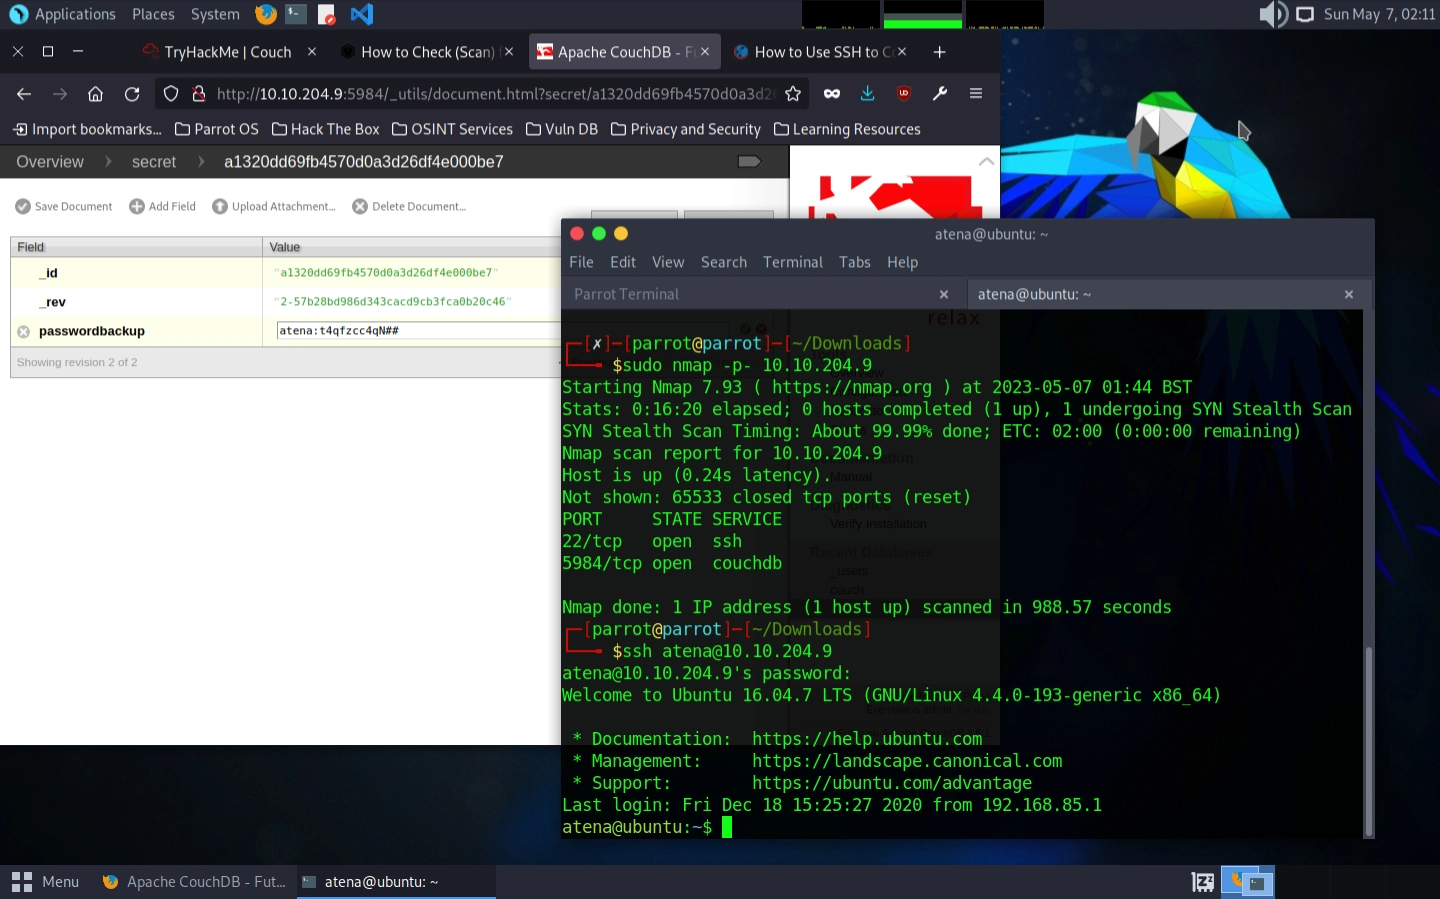 Applications Places System Sun May 7, 02:11
TryHackMe | Couch How to Check (Scan) Apache CouchDB - Fu How to Use SSH to Co
http://10.10.204.9:5984/_utils/document.html?secret/a1320dd69fb4570d0a3d26
Import bookmarks... Parrot OS Hack The Box OSINT Services Vuln DB Privacy and Security Learning Resources
Overview secret a1320dd69fb4570d0a3d26df4e000be7
Save Document Add Field Upload Attachment... Delete Document...
Field Value
_id "a1320dd69fb4570d0a3d26df4e000be7"
_rev "2-57b28bd986d343cacd9cb3fca0b20c46"
passwordbackup atena:t4qfzcc4qN##
Showing revision 2 of 2
atena@ubuntu: ~
File Edit View Search Terminal Tabs Help
Parrot Terminal atena@ubuntu: ~
relax
[✗]─[parrot@parrot]─[~/Downloads]
$sudo nmap -p- 10.10.204.9
Starting Nmap 7.93 ( https://nmap.org ) at 2023-05-07 01:44 BST
Stats: 0:16:20 elapsed; 0 hosts completed (1 up), 1 undergoing SYN Stealth Scan
SYN Stealth Scan Timing: About 99.99% done; ETC: 02:00 (0:00:00 remaining)
Nmap scan report for 10.10.204.9
Host is up (0.24s latency).
Manual
Not shown: 65533 closed tcp ports (reset)
PORT STATE SERVICE
Verify Installation
22/tcp open ssh
Recent Databases
5984/tcp open couchdb
_users
couch
Nmap done: 1 IP address (1 host up) scanned in 988.57 seconds
[parrot@parrot]─[~/Downloads]
$ssh atena@10.10.204.9
atena@10.10.204.9's password:
Welcome to Ubuntu 16.04.7 LTS (GNU/Linux 4.4.0-193-generic x86_64)
* Documentation: https://help.ubuntu.com
* Management: https://landscape.canonical.com
* Support: https://ubuntu.com/advantage
Last login: Fri Dec 18 15:25:27 2020 from 192.168.85.1
atena@ubuntu:~$
Menu Apache CouchDB - Fut... atena@ubuntu: ~